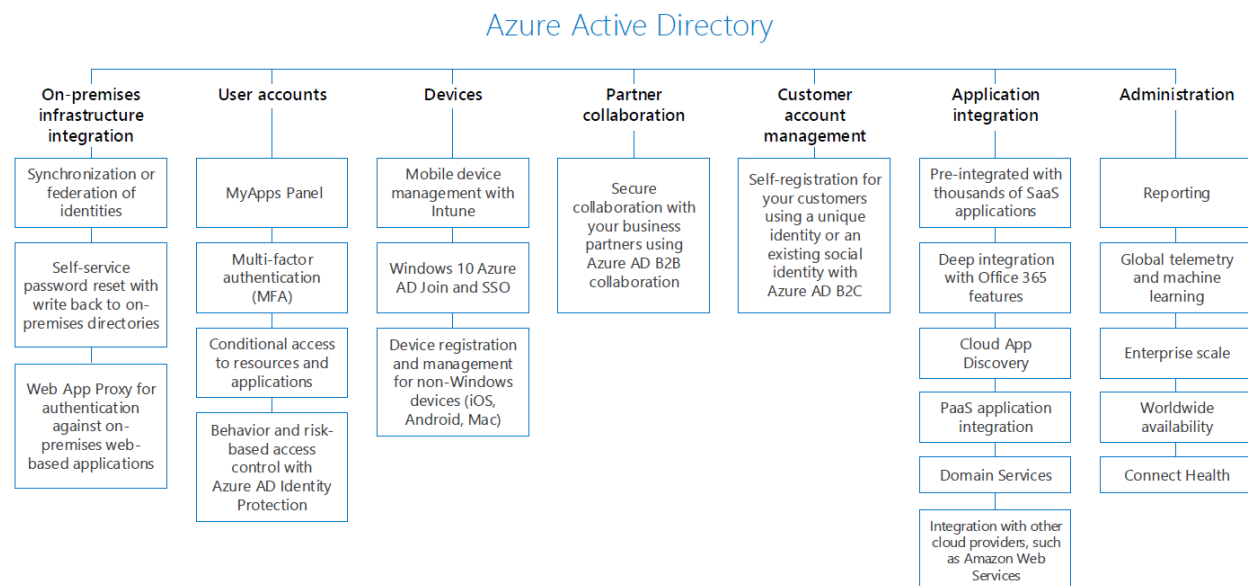 Azure Active Directory
On-premises
infrastructure
integration
Synchronization or
federation of
identities
Self-service
password reset with
write back to on-
premises directories
Web App Proxy for
authentication
against on-
premises web-
based applications
User accounts
MyApps Panel
Multi-factor
authentication
(MFA)
Conditional access
to resources and
applications
Behavior and risk-
based access
control with
Azure AD Identity
Protection
Devices
Mobile device
management with
Intune
Windows 10 Azure
AD Join and SSO
Device registration
and management
for non-Windows
devices (iOS,
Android, Mac)
Partner
collaboration
Secure
collaboration with
your business
partners using
Azure AD B2B
collaboration
Customer
account
management
Self-registration for
your customers
using a unique
identity or an
existing social
identity with
Azure AD B2C
Application
integration
Pre-integrated with
thousands of SaaS
applications
Deep integration
with Office 365
features
Cloud App
Discovery
PaaS application
integration
Domain Services
Integration with other
cloud providers, such
as Amazon Web
Services
Administration
Reporting
Global telemetry
and machine
learning
Enterprise scale
Worldwide
availability
Connect Health